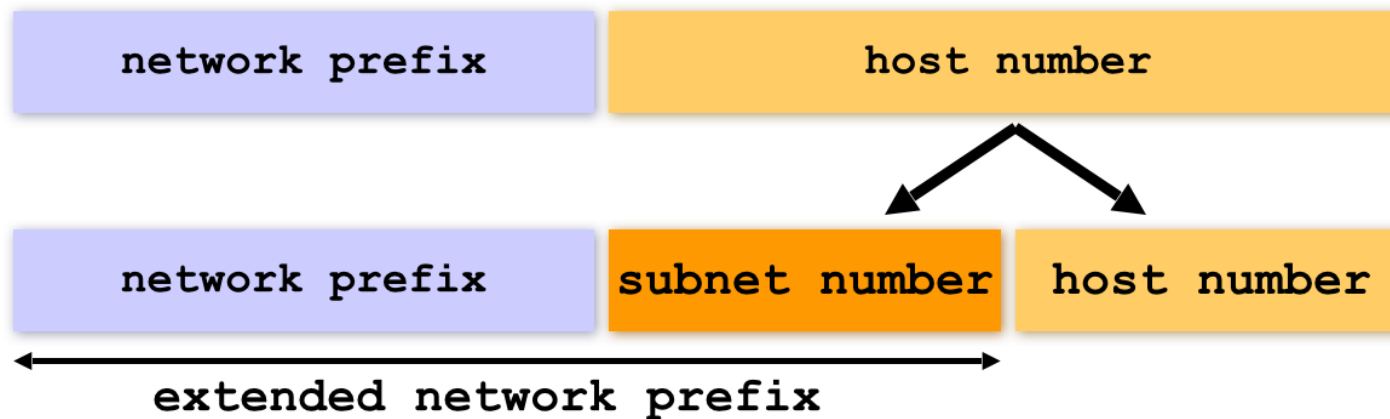 network prefix host number
network prefix subnet number host number
extended network prefix